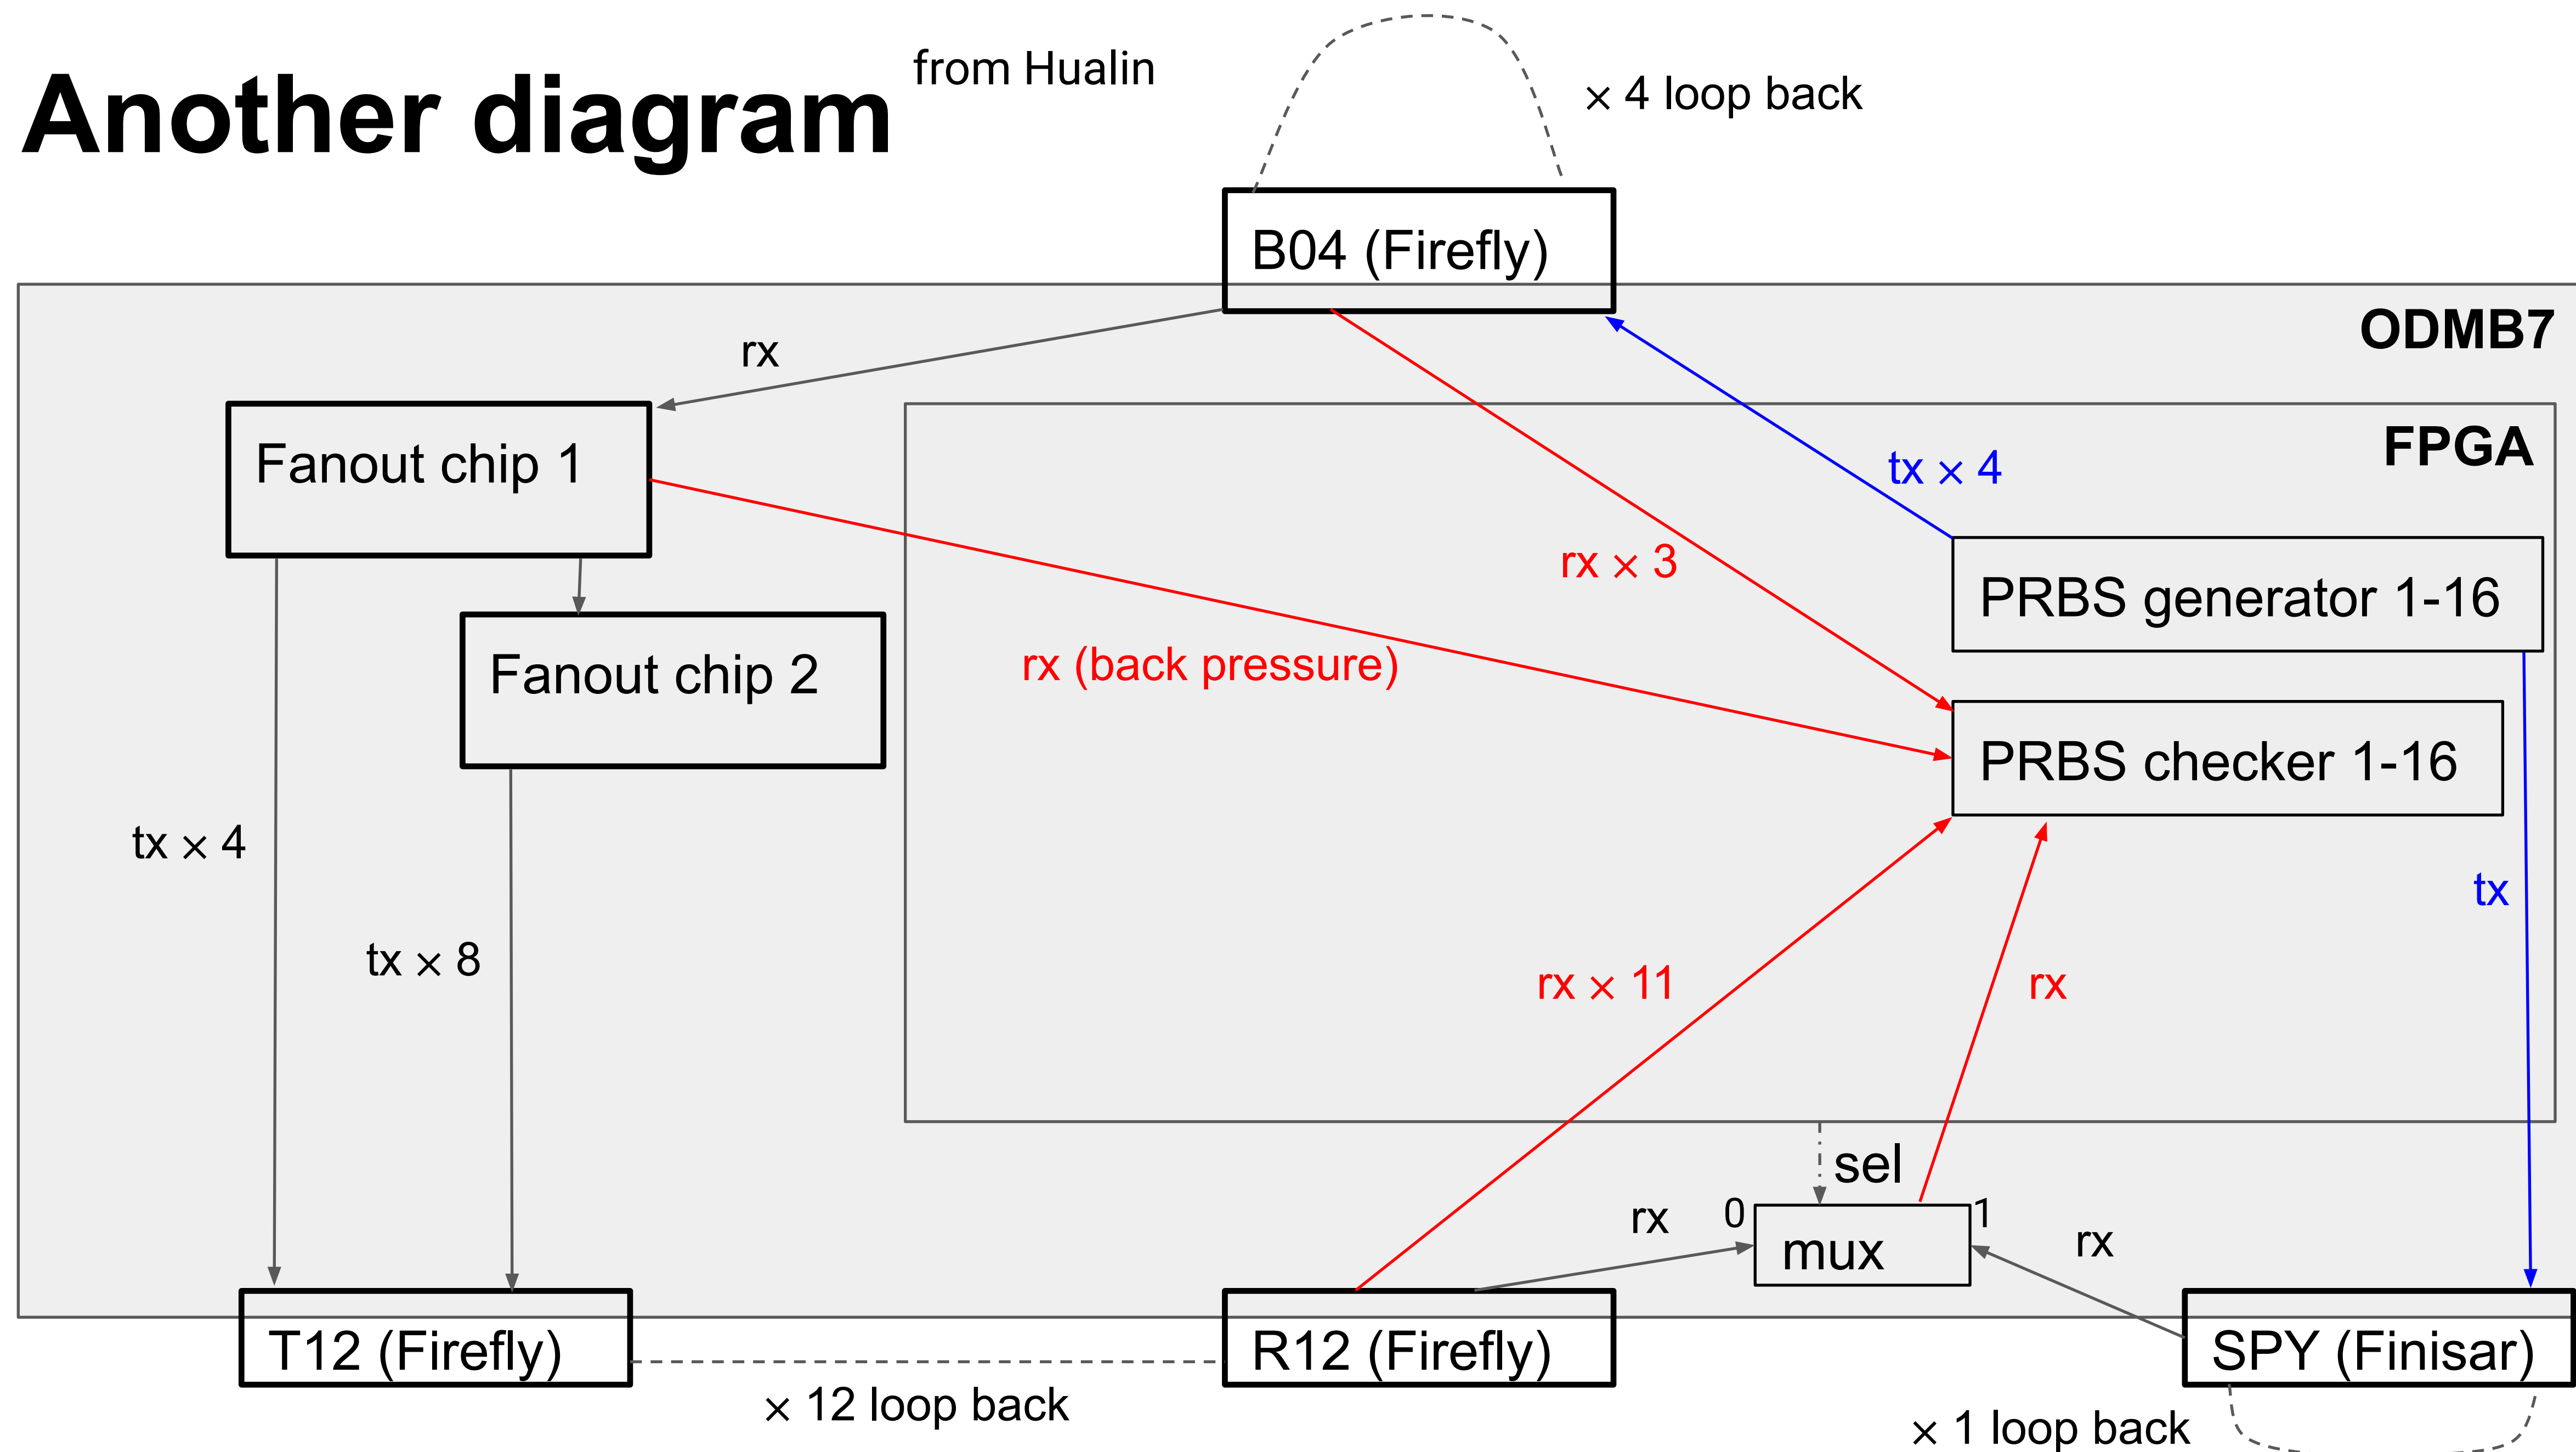 Another diagram
from Hualin
× 4 loop back
B04 (Firefly)
ODMB7
rx
Fanout chip 1
FPGA
tx × 4
rx × 3
PRBS generator 1-16
rx (back pressure)
Fanout chip 2
PRBS checker 1-16
tx × 4
tx
tx × 8
rx × 11
rx
sel
rx
0
1
mux
rx
T12 (Firefly)
R12 (Firefly)
SPY (Finisar)
× 12 loop back
× 1 loop back